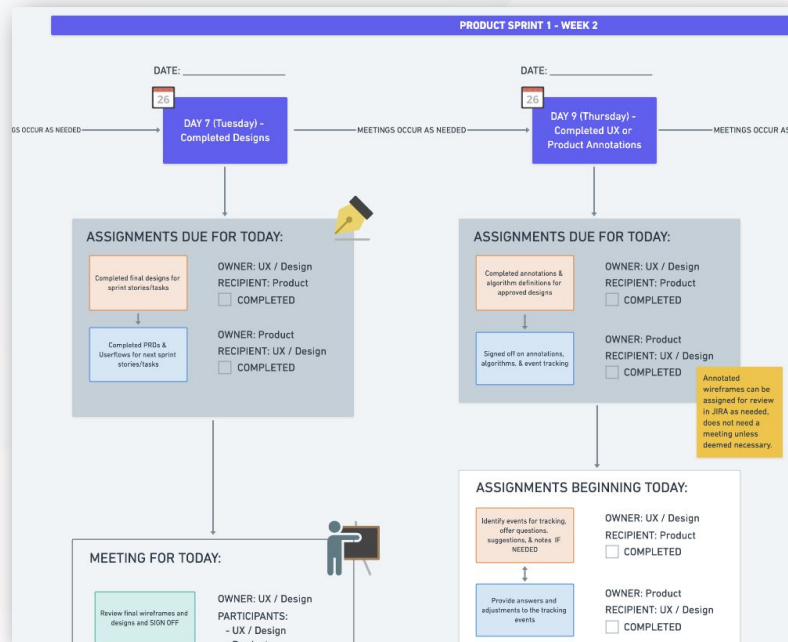 PRODUCT SPRINT 1 - WEEK 2
DATE:
26
DAY 7 (Tuesday) -
Completed Designs
OCCUR AS NEEDED
MEETINGS OCCUR AS NEEDED
ASSIGNMENTS DUE FOR TODAY:
Completed final designs for
sprint stories/tasks
OWNER: UX / Design
RECIPIENT: Product
COMPLETED
Completed PRDs &
Userflows for next sprint
stories/tasks
OWNER: Product
RECIPIENT: UX / Design
COMPLETED
MEETING FOR TODAY:
Review final wireframes and
designs and SIGN OFF
OWNER: UX / Design
PARTICIPANTS:
- UX / Design
DATE:
26
DAY 9 (Thursday) -
Completed UX or
Product Annotations
MEETINGS OCCUR AS
ASSIGNMENTS DUE FOR TODAY:
Completed annotations &
algorithm definitions for
approved designs
OWNER: UX / Design
RECIPIENT: Product
COMPLETED
Signed off on annotations,
algorithms, & event tracking
OWNER: Product
RECIPIENT: UX / Design
COMPLETED
Annotated
wireframes can be
assigned for review
in JIRA as needed,
does not need a
meeting unless
deemed necessary.
ASSIGNMENTS BEGINNING TODAY:
Identify events for tracking,
offer questions,
suggestions, & notes IF
NEEDED
OWNER: UX / Design
RECIPIENT: Product
COMPLETED
Provide answers and
adjustments to the tracking
events
OWNER: Product
RECIPIENT: UX / Design
COMPLETED